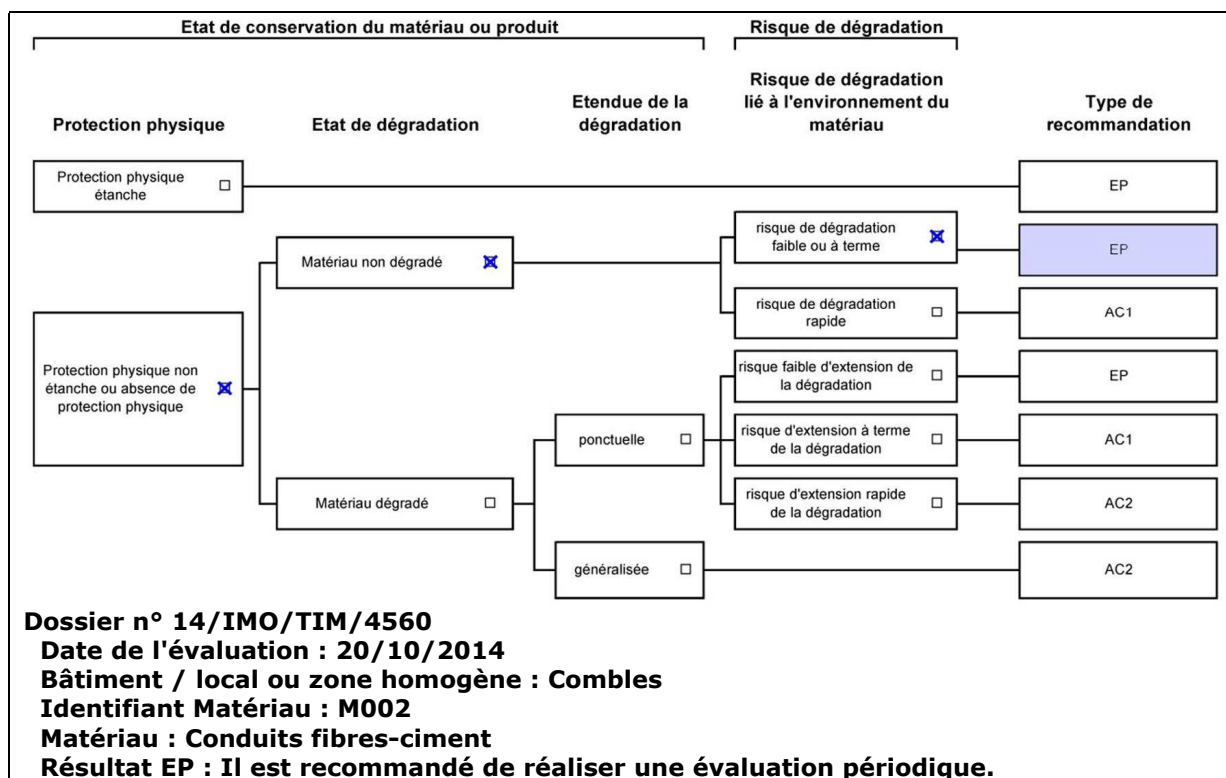 Etat de conservation du matériau ou produit
Risque de dégradation
Protection physique
Etat de dégradation
Etendue de la
dégradation
Risque de dégradation
lié à l'environnement du
matériau
Type de
recommandation
Protection physique
étanche
EP
risque de dégradation
faible ou à terme
EP
Matériau non dégradé
risque de dégradation
rapide
AC1
Protection physique non
étanche ou absence de
protection physique
risque faible d'extension de
la dégradation
EP
ponctuelle
risque d'extension à terme
de la dégradation
AC1
Matériau dégradé
risque d'extension rapide
de la dégradation
AC2
généralisée
AC2
Dossier n° 14/IMO/TIM/4560
Date de l'évaluation : 20/10/2014
Bâtiment / local ou zone homogène : Combles
Identifiant Matériau : M002
Matériau : Conduits fibres-ciment
Résultat EP : Il est recommandé de réaliser une évaluation périodique.